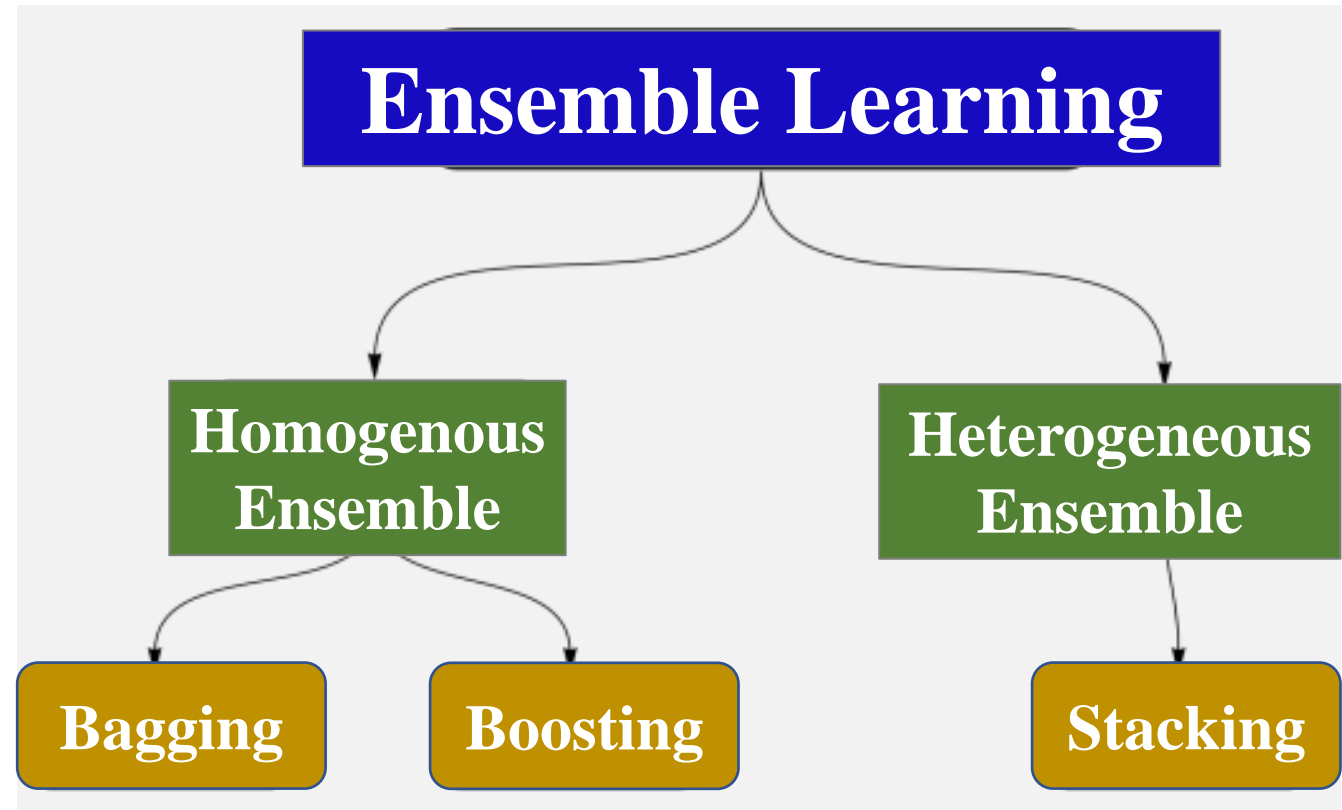 Ensemble Learning
Homogenous
Ensemble
Heterogeneous
Ensemble
Bagging
Boosting
Stacking